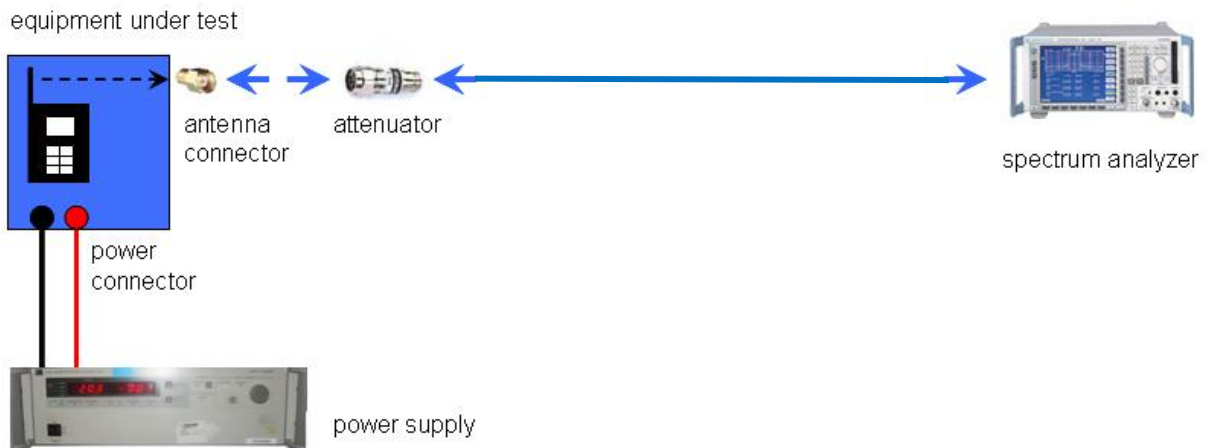 equipment under test
antenna
connector
attenuator
spectrum analyzer
power
connector
power supply